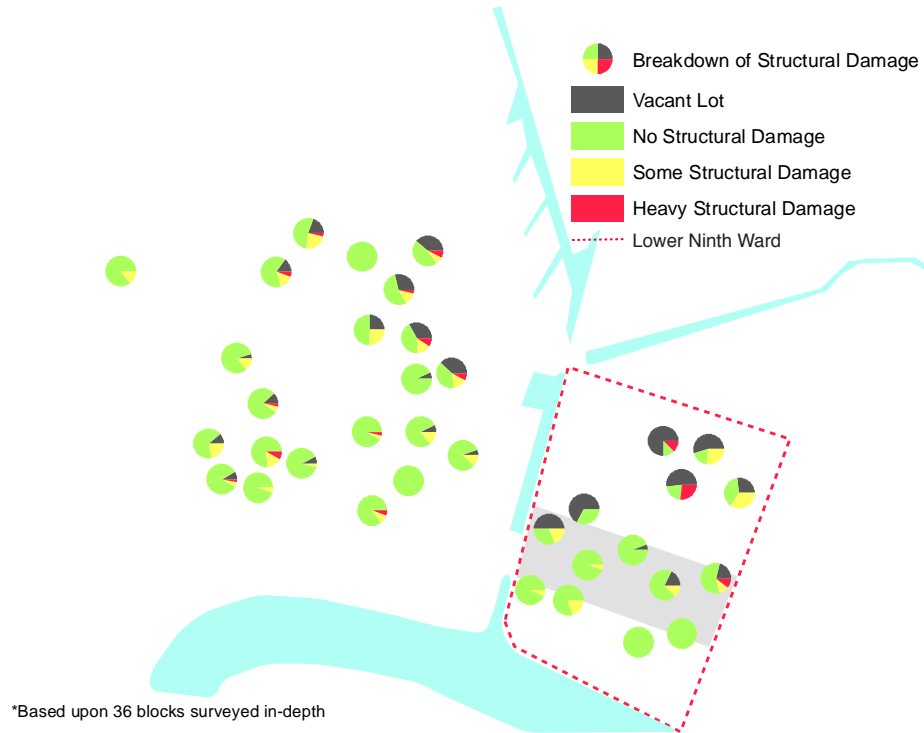 Breakdown of Structural Damage
Vacant Lot
No Structural Damage
Some Structural Damage
Heavy Structural Damage
Lower Ninth Ward
*Based upon 36 blocks surveyed in-depth